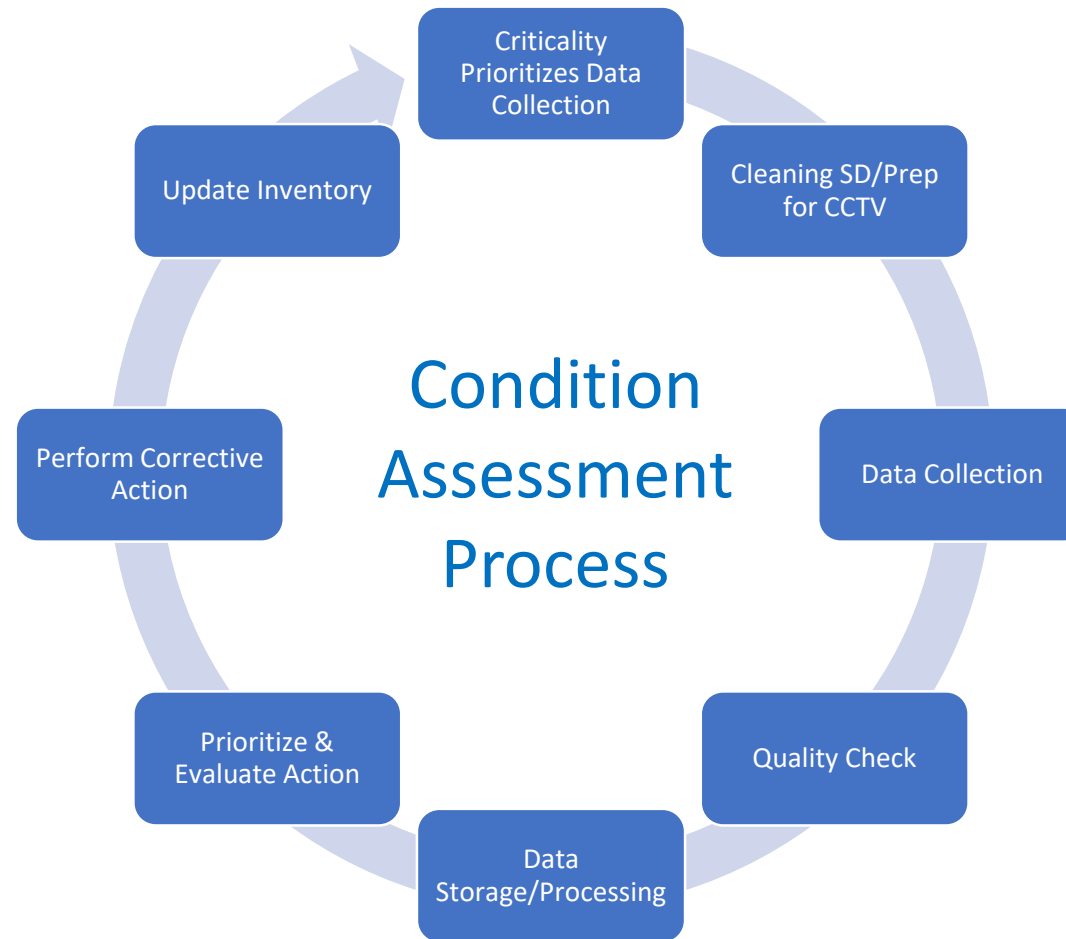 Criticality
Prioritizes Data
Collection
Cleaning SD/Prep
for CCTV
Data Collection
Quality Check
Data
Storage/Processing
Prioritize &
Evaluate Action
Perform Corrective
Action
Update Inventory
Condition
Assessment
Process